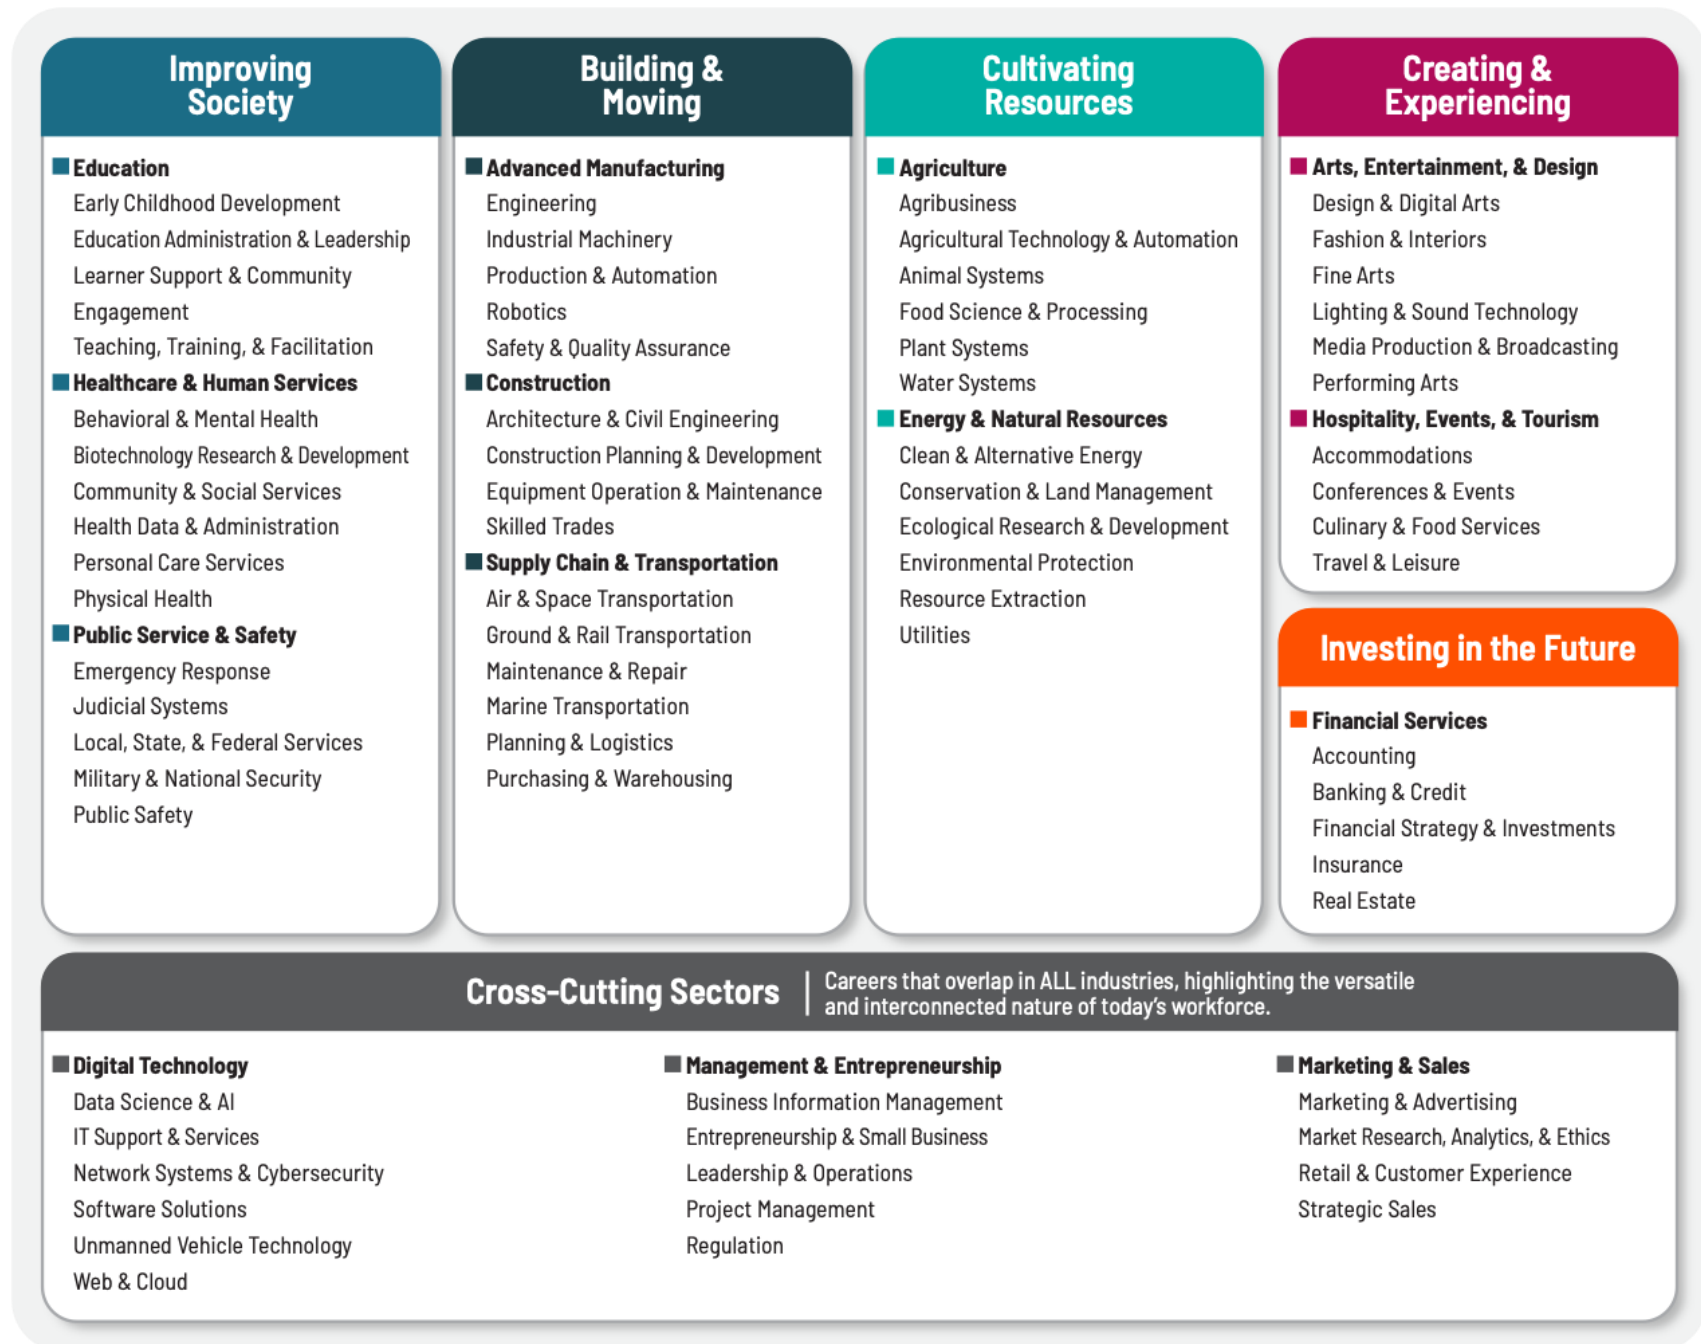 Improving
Society
Education
Early Childhood Development
Education Administration & Leadership
Learner Support & Community
Engagement
Teaching, Training, & Facilitation
Healthcare & Human Services
Behavioral & Mental Health
Biotechnology Research & Development
Community & Social Services
Health Data & Administration
Personal Care Services
Physical Health
Public Service & Safety
Emergency Response
Judicial Systems
Local, State, & Federal Services
Military & National Security
Public Safety
Building &
Moving
Advanced Manufacturing
Engineering
Industrial Machinery
Production & Automation
Robotics
Safety & Quality Assurance
Construction
Architecture & Civil Engineering
Construction Planning & Development
Equipment Operation & Maintenance
Skilled Trades
Supply Chain & Transportation
Air & Space Transportation
Ground & Rail Transportation
Maintenance & Repair
Marine Transportation
Planning & Logistics
Purchasing & Warehousing
Cultivating
Resources
Agriculture
Agribusiness
Agricultural Technology & Automation
Animal Systems
Food Science & Processing
Plant Systems
Water Systems
Energy & Natural Resources
Clean & Alternative Energy
Conservation & Land Management
Ecological Research & Development
Environmental Protection
Resource Extraction
Utilities
Creating &
Experiencing
Arts, Entertainment, & Design
Design & Digital Arts
Fashion & Interiors
Fine Arts
Lighting & Sound Technology
Media Production & Broadcasting
Performing Arts
Hospitality, Events, & Tourism
Accommodations
Conferences & Events
Culinary & Food Services
Travel & Leisure
Investing in the Future
Financial Services
Accounting
Banking & Credit
Financial Strategy & Investments
Insurance
Real Estate
Cross-Cutting Sectors
Careers that overlap in ALL industries, highlighting the versatile
and interconnected nature of today's workforce.
Digital Technology
Data Science & AI
IT Support & Services
Network Systems & Cybersecurity
Software Solutions
Unmanned Vehicle Technology
Web & Cloud
Management & Entrepreneurship
Business Information Management
Entrepreneurship & Small Business
Leadership & Operations
Project Management
Regulation
Marketing & Sales
Marketing & Advertising
Market Research, Analytics, & Ethics
Retail & Customer Experience
Strategic Sales